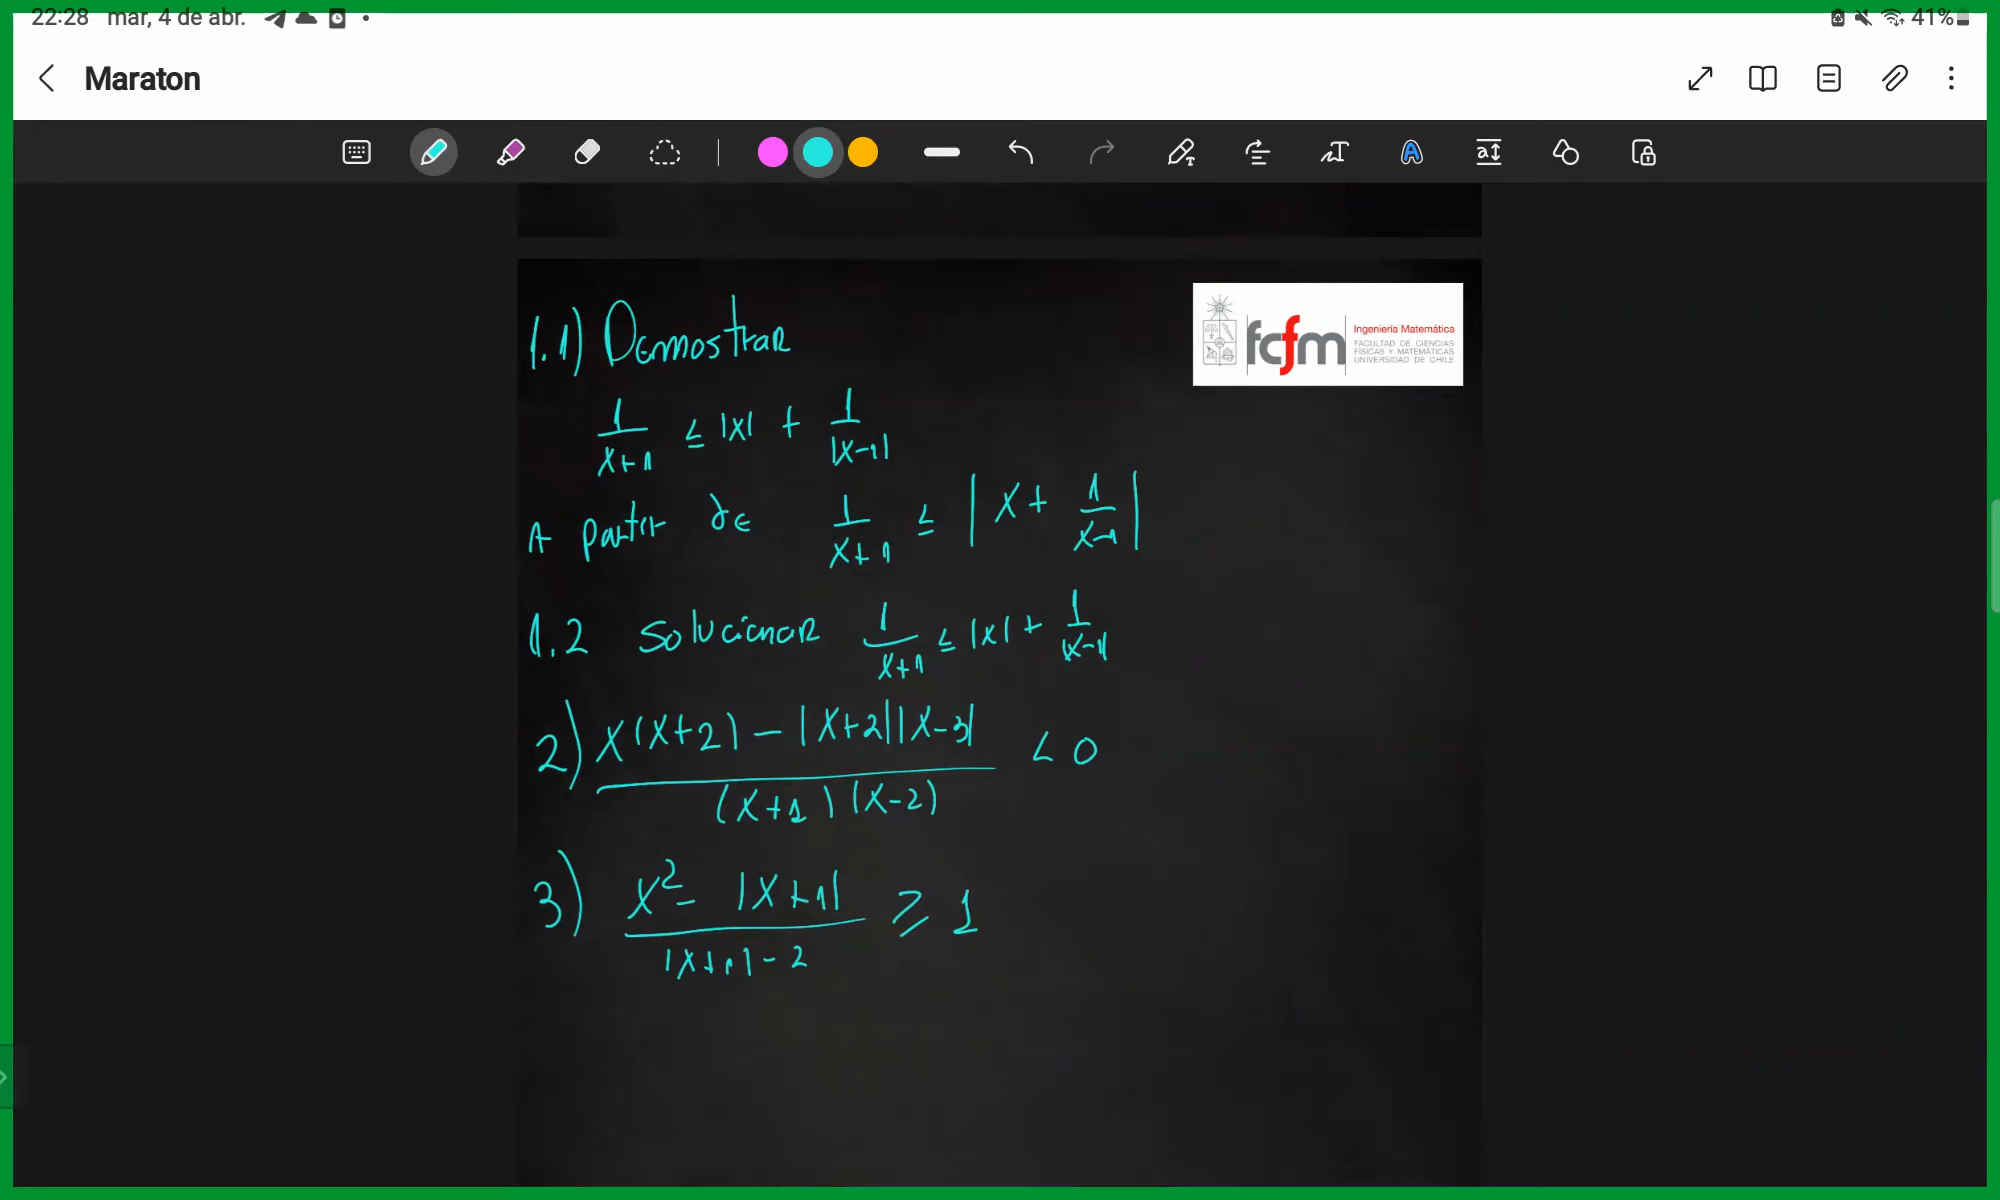 22:28 mar, 4 de abr.
41%
Maraton
1.1) Demostrar
fcfm
Ingeniería Matemática
FACULTAD DE CIENCIAS
FÍSICAS Y MATEMÁTICAS
UNIVERSIDAD DE CHILE
1/(x+1) ≤ |x| + 1/|x-1|
A partir de 1/(x+1) ≤ |x + 1/(x-1)|
1.2 Solucionar 1/(x+1) ≤ |x| + 1/|x-1|
2) (x(x+2) - |x+2||x-3|)/((x+1)(x-2)) < 0
3) (x² - |x+1|)/(|x+1| - 2) ≥ 1